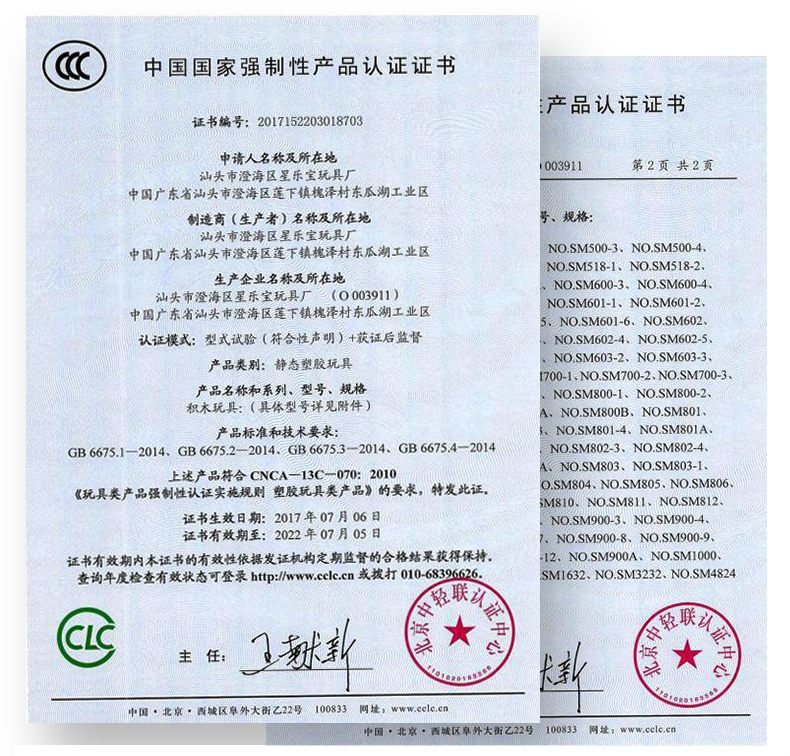 中国国家强制性产品认证证书
证书编号：2017152203018703
申请人名称及所在地
汕头市澄海区星乐宝玩具厂
中国广东省汕头市澄海区莲下镇槐泽村东瓜湖工业区
制造商（生产者）名称及所在地
汕头市澄海区星乐宝玩具厂
中国广东省汕头市澄海区莲下镇槐泽村东瓜湖工业区
生产企业名称及所在地
汕头市澄海区星乐宝玩具厂 （O 003911）
中国广东省汕头市澄海区莲下镇槐泽村东瓜湖工业区
认证模式：型式试验（符合性声明）+获证后监督
产品类别：静态塑胶玩具
产品名称和系列、型号、规格
积木玩具：（具体型号详见附件）
产品标准和技术要求：
GB 6675.1—2014、GB 6675.2—2014、GB 6675.3—2014、GB 6675.4—2014
上述产品符合 CNCA—13C—070：2010
《玩具类产品强制性认证实施规则 塑胶玩具类产品》的要求，特发此证。
证书生效日期：2017 年 07 月 06 日
证书有效期至：2022 年 07 月 05 日
证书有效期内本证书的有效性依据发证机构定期监督的合格结果获得保持。
查询年度检查有效状态可登录 http://www.cclc.cn 或拨打 010-68396626.
CLC
主 任：
王献新
北京中轻联认证中心
中国·北京·西城区阜外大街乙22号 100833 网址：www.cclc.cn
产品认证证书
003911 第 2 页 共 2 页
号、规格：
NO.SM500-3、NO.SM500-4、
NO.SM518-1、NO.SM518-2、
.SM600-3、NO.SM600-4、
NO.SM601-1、NO.SM601-2、
5、NO.SM601-6、NO.SM602、
、NO.SM602-4、NO.SM602-5、
、NO.SM603-2、NO.SM603-3、
700-1、NO.SM700-2、NO.SM700-3、
.SM800-1、NO.SM800-2、
A、NO.SM800B、NO.SM801、
3、NO.SM801-4、NO.SM801A、
.SM802-3、NO.SM802-4、
A、NO.SM803、NO.SM803-1、
O.SM804、NO.SM805、NO.SM806、
SM810、NO.SM811、NO.SM812、
.SM900-3、NO.SM900-4、
7、NO.SM900-8、NO.SM900-9、
-12、NO.SM900A、NO.SM1000、
.SM1632、NO.SM3232、NO.SM4824
献新
北京中轻联认证中心
中国·北京·西城区阜外大街乙22号 100833 网址：www.cclc.cn